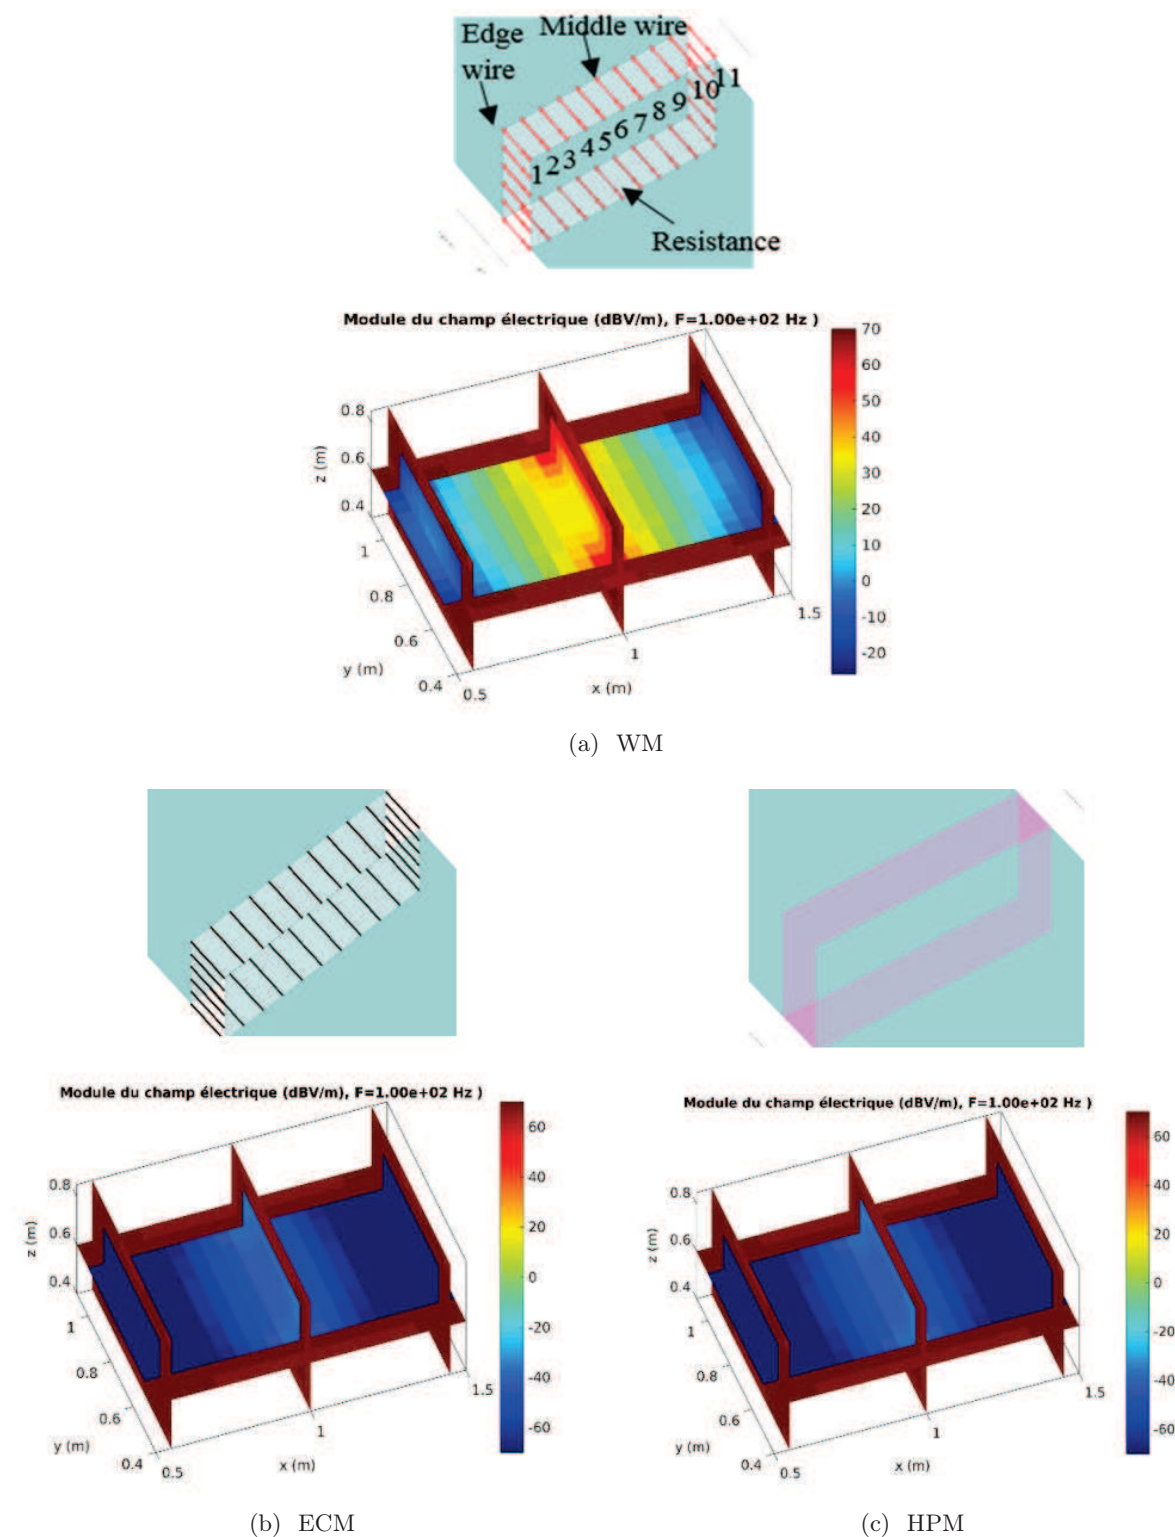 Edge wire
Middle wire
1 2 3 4 5 6 7 8 9 10 11
Resistance
Module du champ électrique (dBV/m), F=1.00e+02 Hz )
70
60
50
40
30
20
10
0
-10
-20
0.8
0.6
0.4
z (m)
1
0.8
0.6
0.4
y (m)
0.5
1
1.5
x (m)
(a) WM
Module du champ électrique (dBV/m), F=1.00e+02 Hz )
60
40
20
0
-20
-40
-60
0.8
0.6
0.4
z (m)
1
0.8
0.6
0.4
y (m)
0.5
1
1.5
x (m)
(b) ECM
Module du champ électrique (dBV/m), F=1.00e+02 Hz )
60
40
20
0
-20
-40
-60
0.8
0.6
0.4
z (m)
1
0.8
0.6
0.4
y (m)
0.5
1
1.5
x (m)
(c) HPM